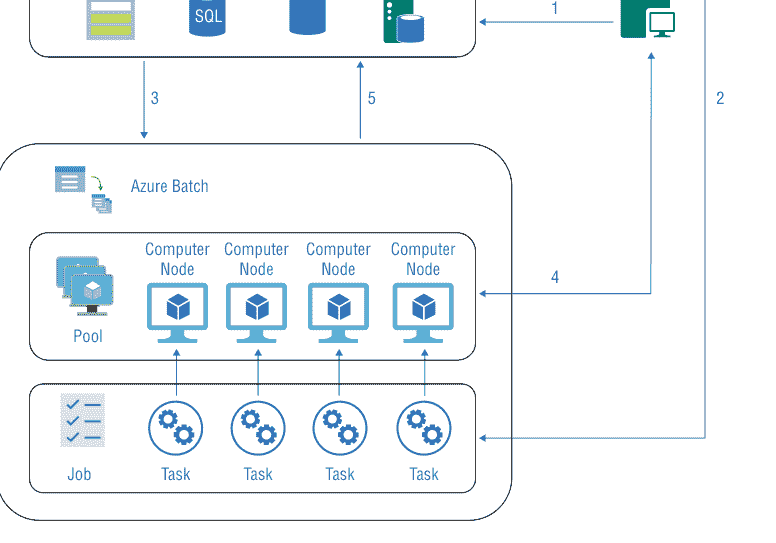 SQL
1
3
5
2
Azure Batch
Computer Node
Computer Node
Computer Node
Computer Node
4
Pool
Job
Task
Task
Task
Task